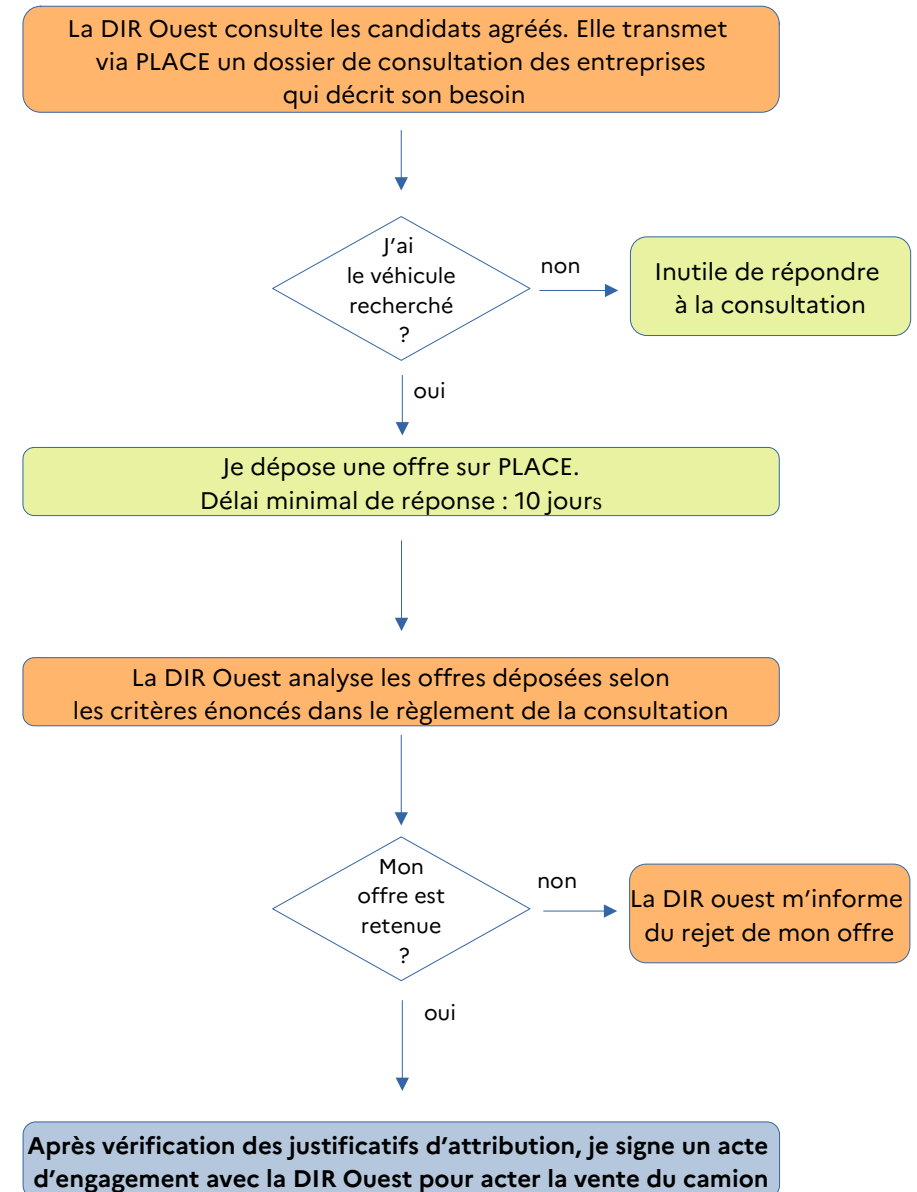 La DIR Ouest consulte les candidats agréés. Elle transmet
via PLACE un dossier de consultation des entreprises
qui décrit son besoin
J’ai
le véhicule
recherché
?
non
Inutile de répondre
à la consultation
oui
Je dépose une offre sur PLACE.
Délai minimal de réponse : 10 jours
La DIR Ouest analyse les offres déposées selon
les critères énoncés dans le règlement de la consultation
Mon
offre est
retenue
?
non
La DIR ouest m’informe
du rejet de mon offre
oui
Après vérification des justificatifs d’attribution, je signe un acte
d’engagement avec la DIR Ouest pour acter la vente du camion